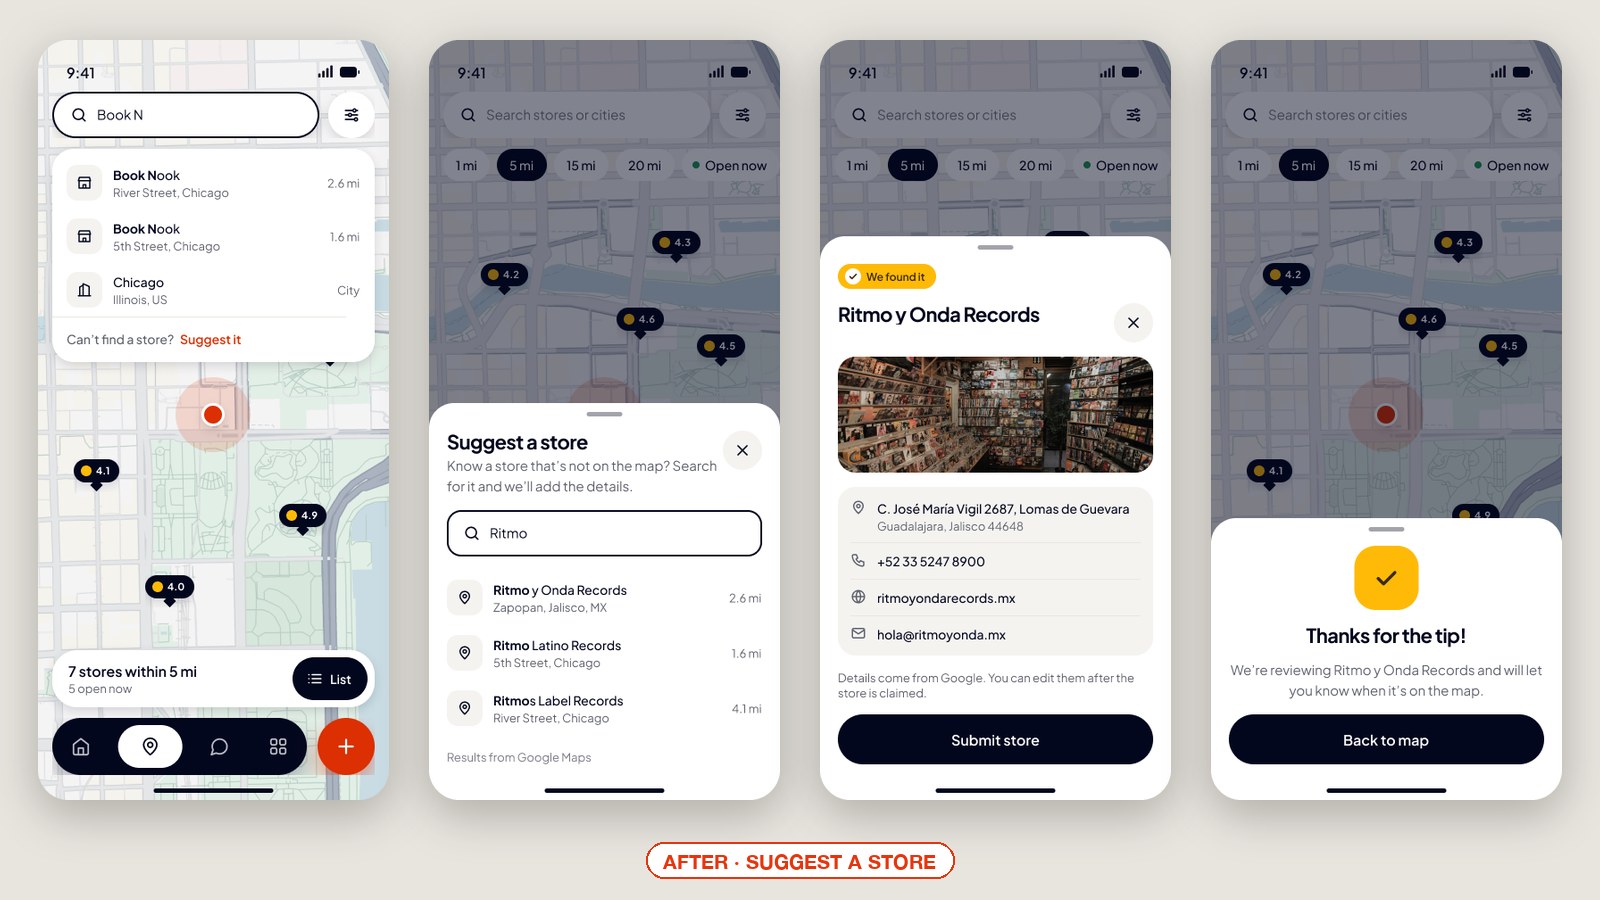 9:41
Book N
Book Nook
River Street, Chicago
2.6 mi
Book Nook
5th Street, Chicago
1.6 mi
Chicago
Illinois, US
City
Can't find a store? Suggest it
4.1
4.9
4.0
7 stores within 5 mi
5 open now
List
9:41
Search stores or cities
1 mi
5 mi
15 mi
20 mi
Open now
4.3
4.2
4.6
4.5
Suggest a store
Know a store that's not on the map? Search
for it and we'll add the details.
Ritmo
Ritmo y Onda Records
Zapopan, Jalisco, MX
2.6 mi
Ritmo Latino Records
5th Street, Chicago
1.6 mi
Ritmos Label Records
River Street, Chicago
4.1 mi
Results from Google Maps
9:41
Search stores or cities
1 mi
5 mi
15 mi
20 mi
Open now
We found it
Ritmo y Onda Records
C. José María Vigil 2687, Lomas de Guevara
Guadalajara, Jalisco 44648
+52 33 5247 8900
ritmoyondarecords.mx
hola@ritmoyonda.mx
Details come from Google. You can edit them after the
store is claimed.
Submit store
9:41
Search stores or cities
1 mi
5 mi
15 mi
20 mi
Open now
4.3
4.2
4.6
4.5
4.1
4.9
Thanks for the tip!
We're reviewing Ritmo y Onda Records and will let
you know when it's on the map.
Back to map
AFTER · SUGGEST A STORE